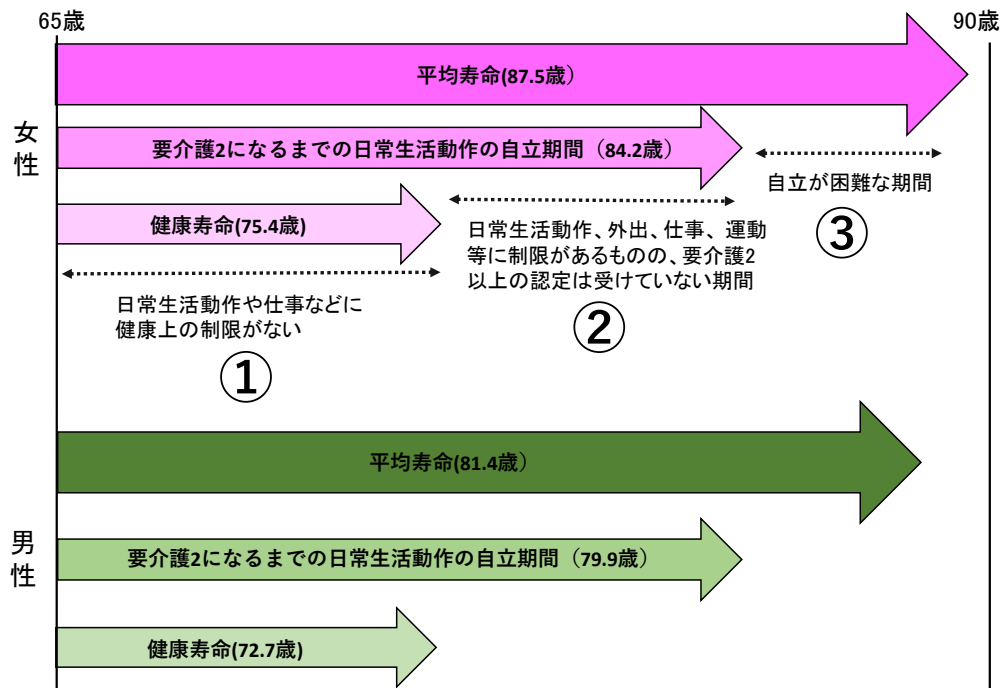 65歳
90歳
平均寿命(87.5歳)
女性
要介護2になるまでの日常生活動作の自立期間（84.2歳）
自立が困難な期間
③
健康寿命(75.4歳)
日常生活動作、外出、仕事、運動
等に制限があるものの、要介護2
以上の認定は受けていない期間
②
日常生活動作や仕事などに
健康上の制限がない
①
平均寿命(81.4歳)
男性
要介護2になるまでの日常生活動作の自立期間（79.9歳）
健康寿命(72.7歳)